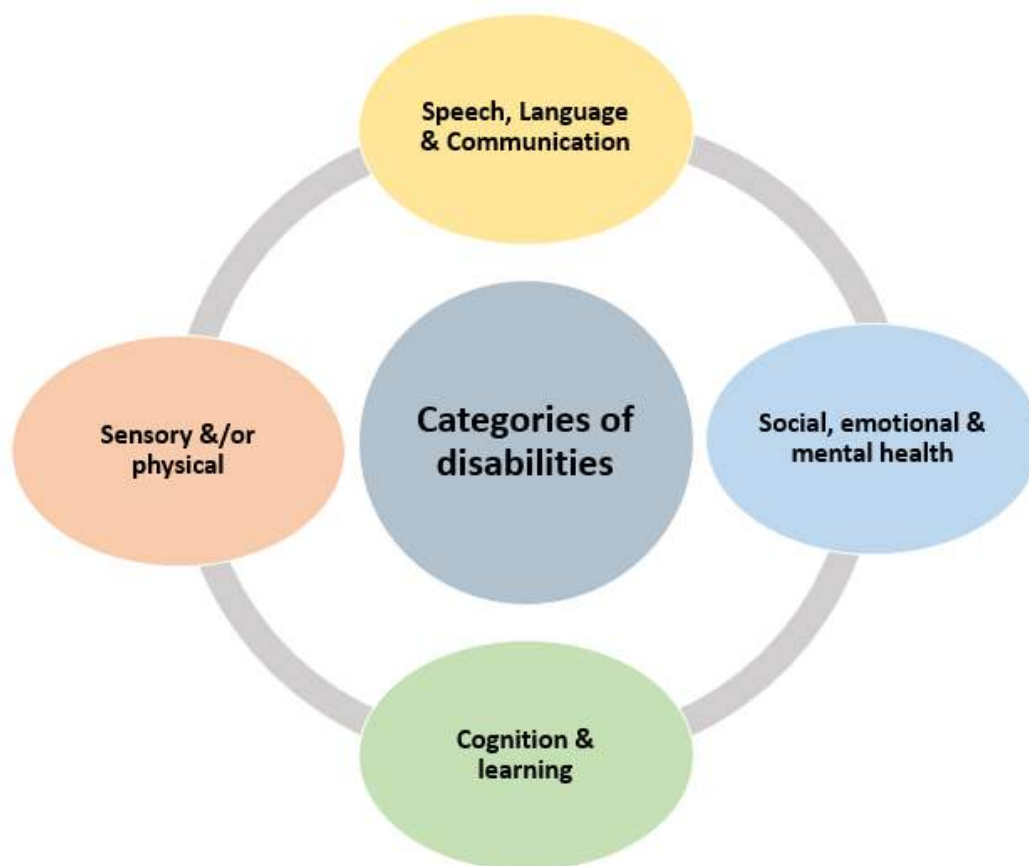 Speech, Language
& Communication
Sensory &/or
physical
Categories of
disabilities
Social, emotional &
mental health
Cognition &
learning